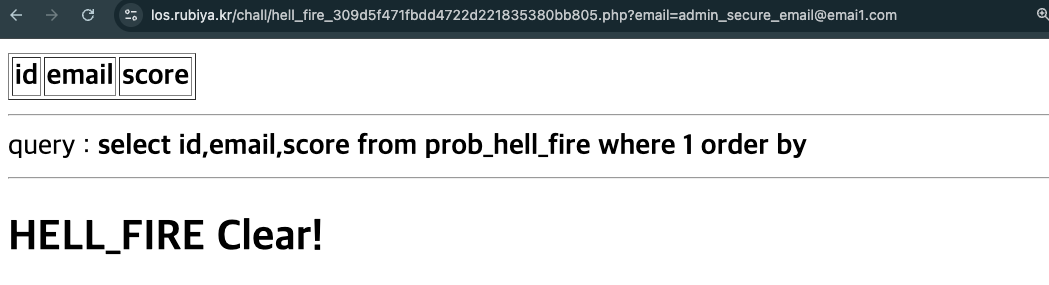 los.rubiya.kr/chall/hell_fire_309d5f471fbdd4722d221835380bb805.php?email=admin_secure_email@emai1.com
id email score
query : select id,email,score from prob_hell_fire where 1 order by
HELL_FIRE Clear!